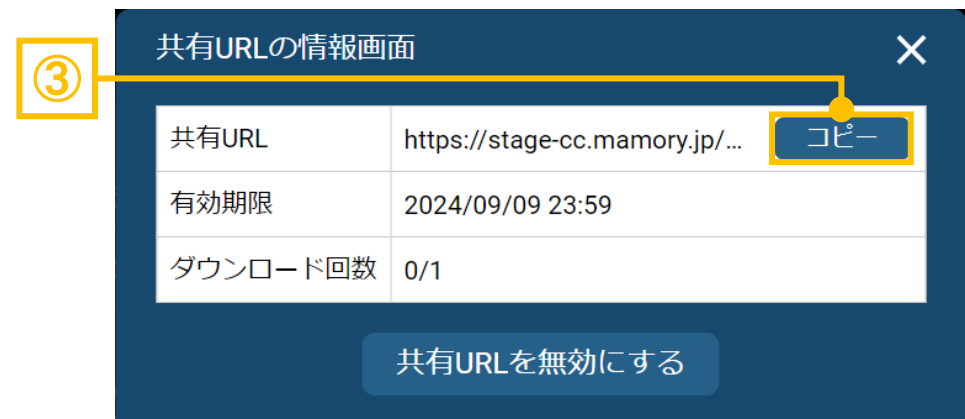 共有URLの情報画面
③
共有URL https://stage-cc.mamory.jp/... コピー
有効期限 2024/09/09 23:59
ダウンロード回数 0/1
共有URLを無効にする